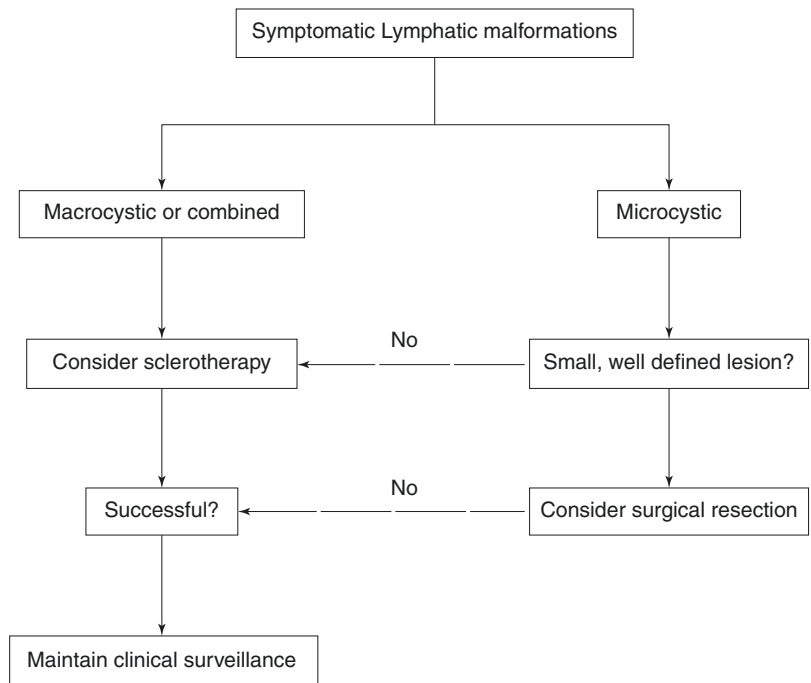 Symptomatic Lymphatic malformations
Macrocystic or combined
Microcystic
Consider sclerotherapy
No
Small, well defined lesion?
Successful?
No
Consider surgical resection
Maintain clinical surveillance